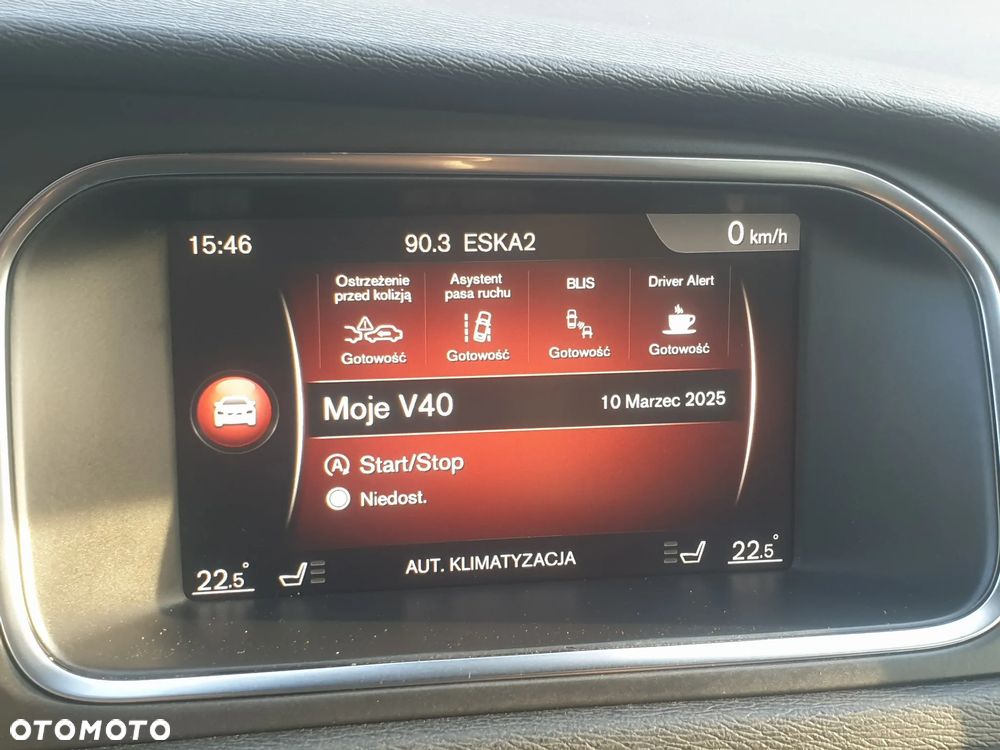 15:46 90.3 ESKA2 0 km/h
Ostrzeżenie
przed kolizją
Gotowość
Asystent
pasa ruchu
Gotowość
BLIS
Gotowość
Driver Alert
Gotowość
Moje V40 10 Marzec 2025
A Start/Stop
Niedost.
22.5° AUT. KLIMATYZACJA 22.5°
OTOMOTO